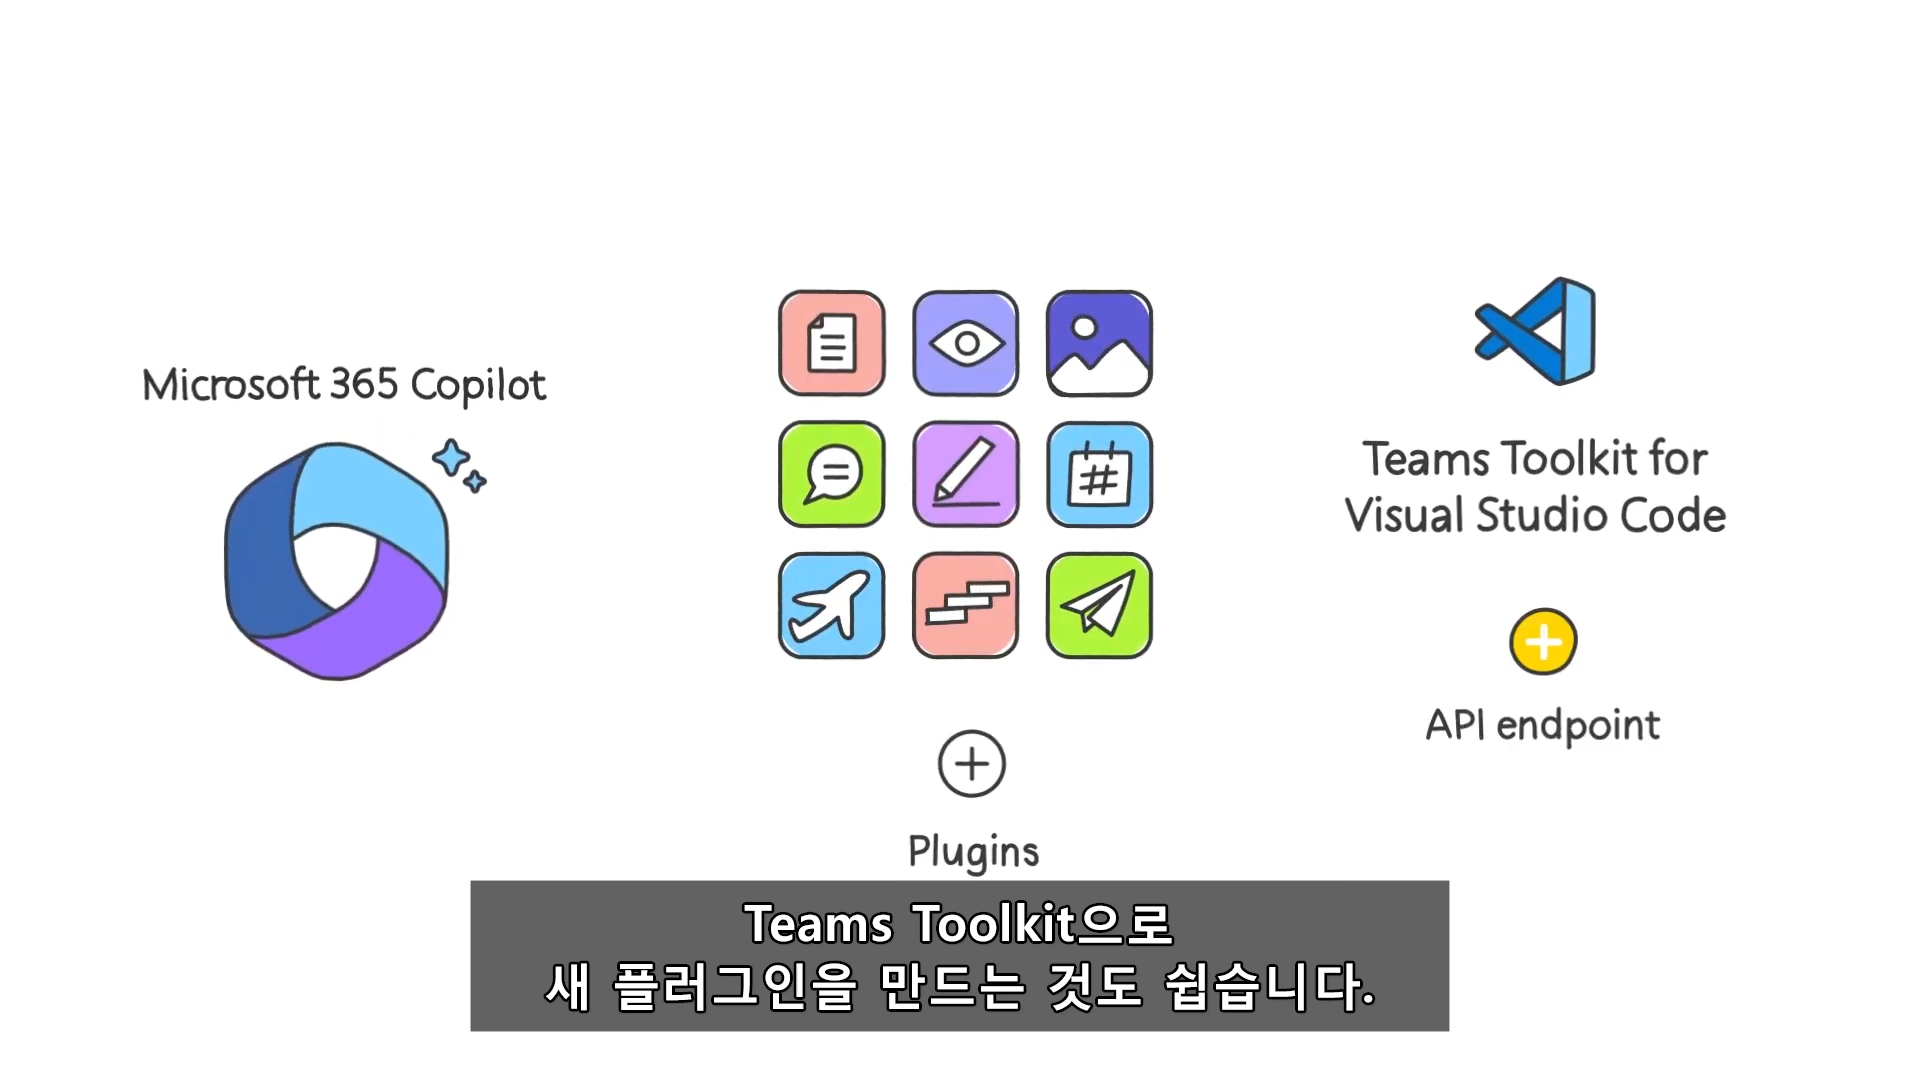 Microsoft 365 Copilot
Teams Toolkit for
Visual Studio Code
API endpoint
Plugins
Teams Toolkit으로
새 플러그인을 만드는 것도 쉽습니다.